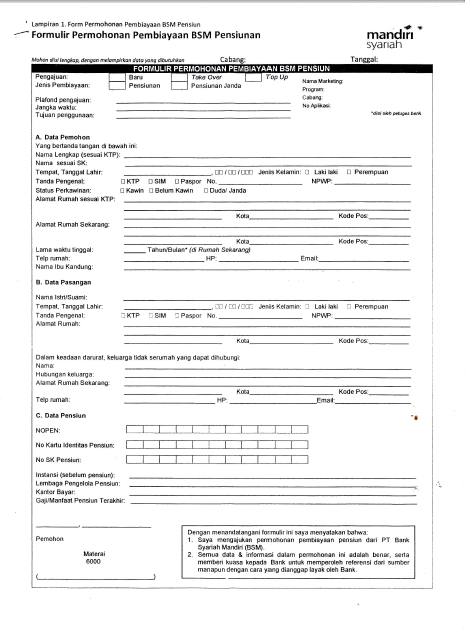 Lampiran 1. Form Permohonan Pembiayaan BSM Pensiun
Formulir Permohonan Pembiayaan BSM Pensiunan
mandiri
syariah
Mohon diisi lengkap, dengan melampirkan data yang dibutuhkan Cabang: Tanggal:
FORMULIR PERMOHONAN PEMBIAYAAN BSM PENSIUN
Pengajuan: Baru Take Over Top Up
Jenis Pembiayaan: Pensiunan Pensiunan Janda
Nama Marketing:
Program:
Cabang:
No Aplikasi:
Plafond pengajuan:
Jangka waktu:
Tujuan penggunaan:
*diisi oleh petugas bank
A. Data Pemohon
Yang bertanda tangan di bawah ini:
Nama Lengkap (sesuai KTP):
Nama sesuai SK:
Tempat, Tanggal Lahir: , □□ / □□ / □□□ Jenis Kelamin: □ Laki laki □ Perempuan
Tanda Pengenal: □ KTP □ SIM □ Paspor No. NPWP:
Status Perkawinan: □ Kawin □ Belum Kawin □ Duda/ Janda
Alamat Rumah sesuai KTP:
Kota Kode Pos:
Alamat Rumah Sekarang:
Kota Kode Pos:
Lama waktu tinggal: Tahun/Bulan* (di Rumah Sekarang)
Telp rumah: HP: Email:
Nama Ibu Kandung:
B. Data Pasangan
Nama Istri/Suami:
Tempat, Tanggal Lahir: , □□ / □□ / □□□ Jenis Kelamin: □ Laki laki □ Perempuan
Tanda Pengenal: □ KTP □ SIM □ Paspor No. NPWP:
Alamat Rumah:
Kota Kode Pos:
Dalam keadaan darurat, keluarga tidak serumah yang dapat dihubungi:
Nama:
Hubungan keluarga:
Alamat Rumah Sekarang:
Kota Kode Pos:
Telp rumah: HP: Email:
C. Data Pensiun
NOPEN:
No Kartu Identitas Pensiun:
No SK Pensiun:
Instansi (sebelum pensiun):
Lembaga Pengelola Pensiun:
Kantor Bayar:
Gaji/Manfaat Pensiun Terakhir:
Pemohon
Materai
6000
Dengan menandatangani formulir ini saya menyatakan bahwa:
1. Saya mengajukan permohonan pembiayaan pensiun dari PT Bank
Syariah Mandiri (BSM).
2. Semua data & informasi dalam permohonan ini adalah benar, serta
memberi kuasa kepada Bank untuk memperoleh referensi dari sumber
manapun dengan cara yang dianggap layak oleh Bank.